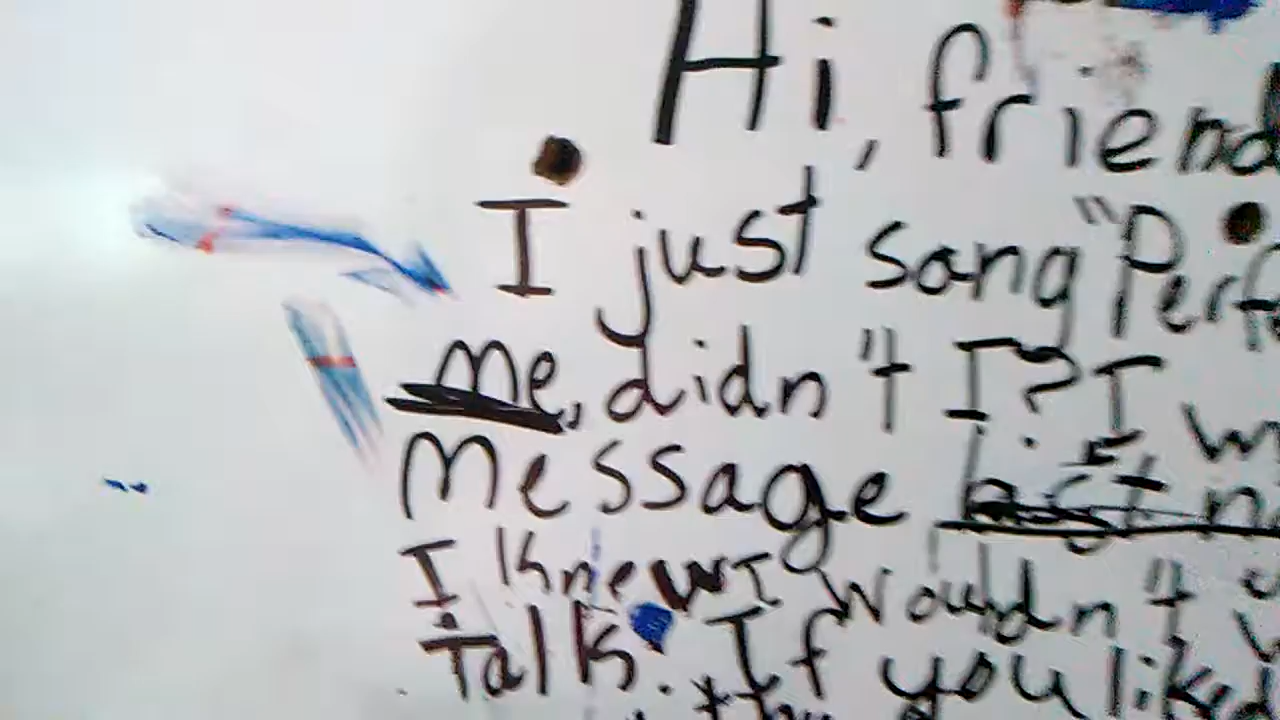 Hi, friend
I just sang "Perf
me, didn't I? I w
Message
I knew I wouldn't
Talk. If you liked